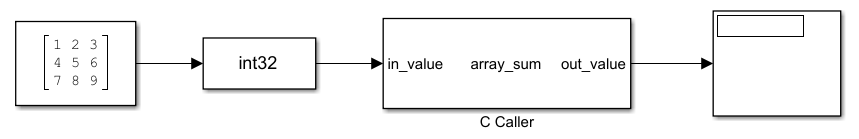 1 2 3
4 5 6
7 8 9
int32
in_value array_sum out_value
C Caller